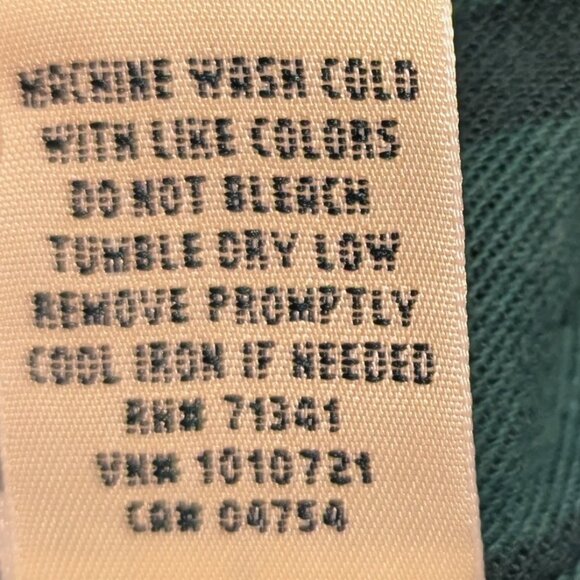 MACHINE WASH COLD
WITH LIKE COLORS
DO NOT BLEACH
TUMBLE DRY LOW
REMOVE PROMPTLY
COOL IRON IF NEEDED
RN# 71341
VN# 1010721
CA# 04754